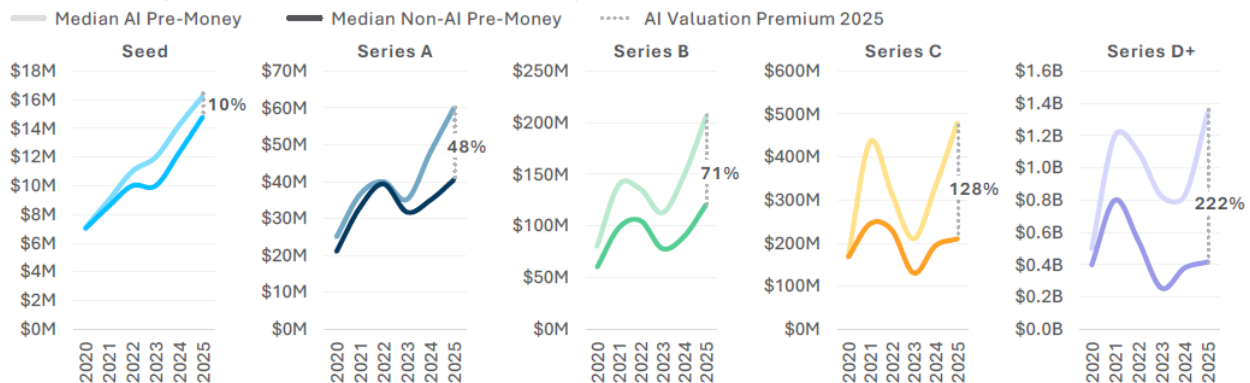 Median AI Pre-Money Median Non-AI Pre-Money AI Valuation Premium 2025
Seed
$18M
$16M
$14M
$12M
$10M
$8M
$6M
$4M
$2M
$0M
10%
2020 2021 2022 2023 2024 2025
Series A
$70M
$60M
$50M
$40M
$30M
$20M
$10M
$0M
48%
2020 2021 2022 2023 2024 2025
Series B
$250M
$200M
$150M
$100M
$50M
$0M
71%
2020 2021 2022 2023 2024 2025
Series C
$600M
$500M
$400M
$300M
$200M
$100M
$0M
128%
2020 2021 2022 2023 2024 2025
Series D+
$1.6B
$1.4B
$1.2B
$1.0B
$0.8B
$0.6B
$0.4B
$0.2B
$0.0B
222%
2020 2021 2022 2023 2024 2025